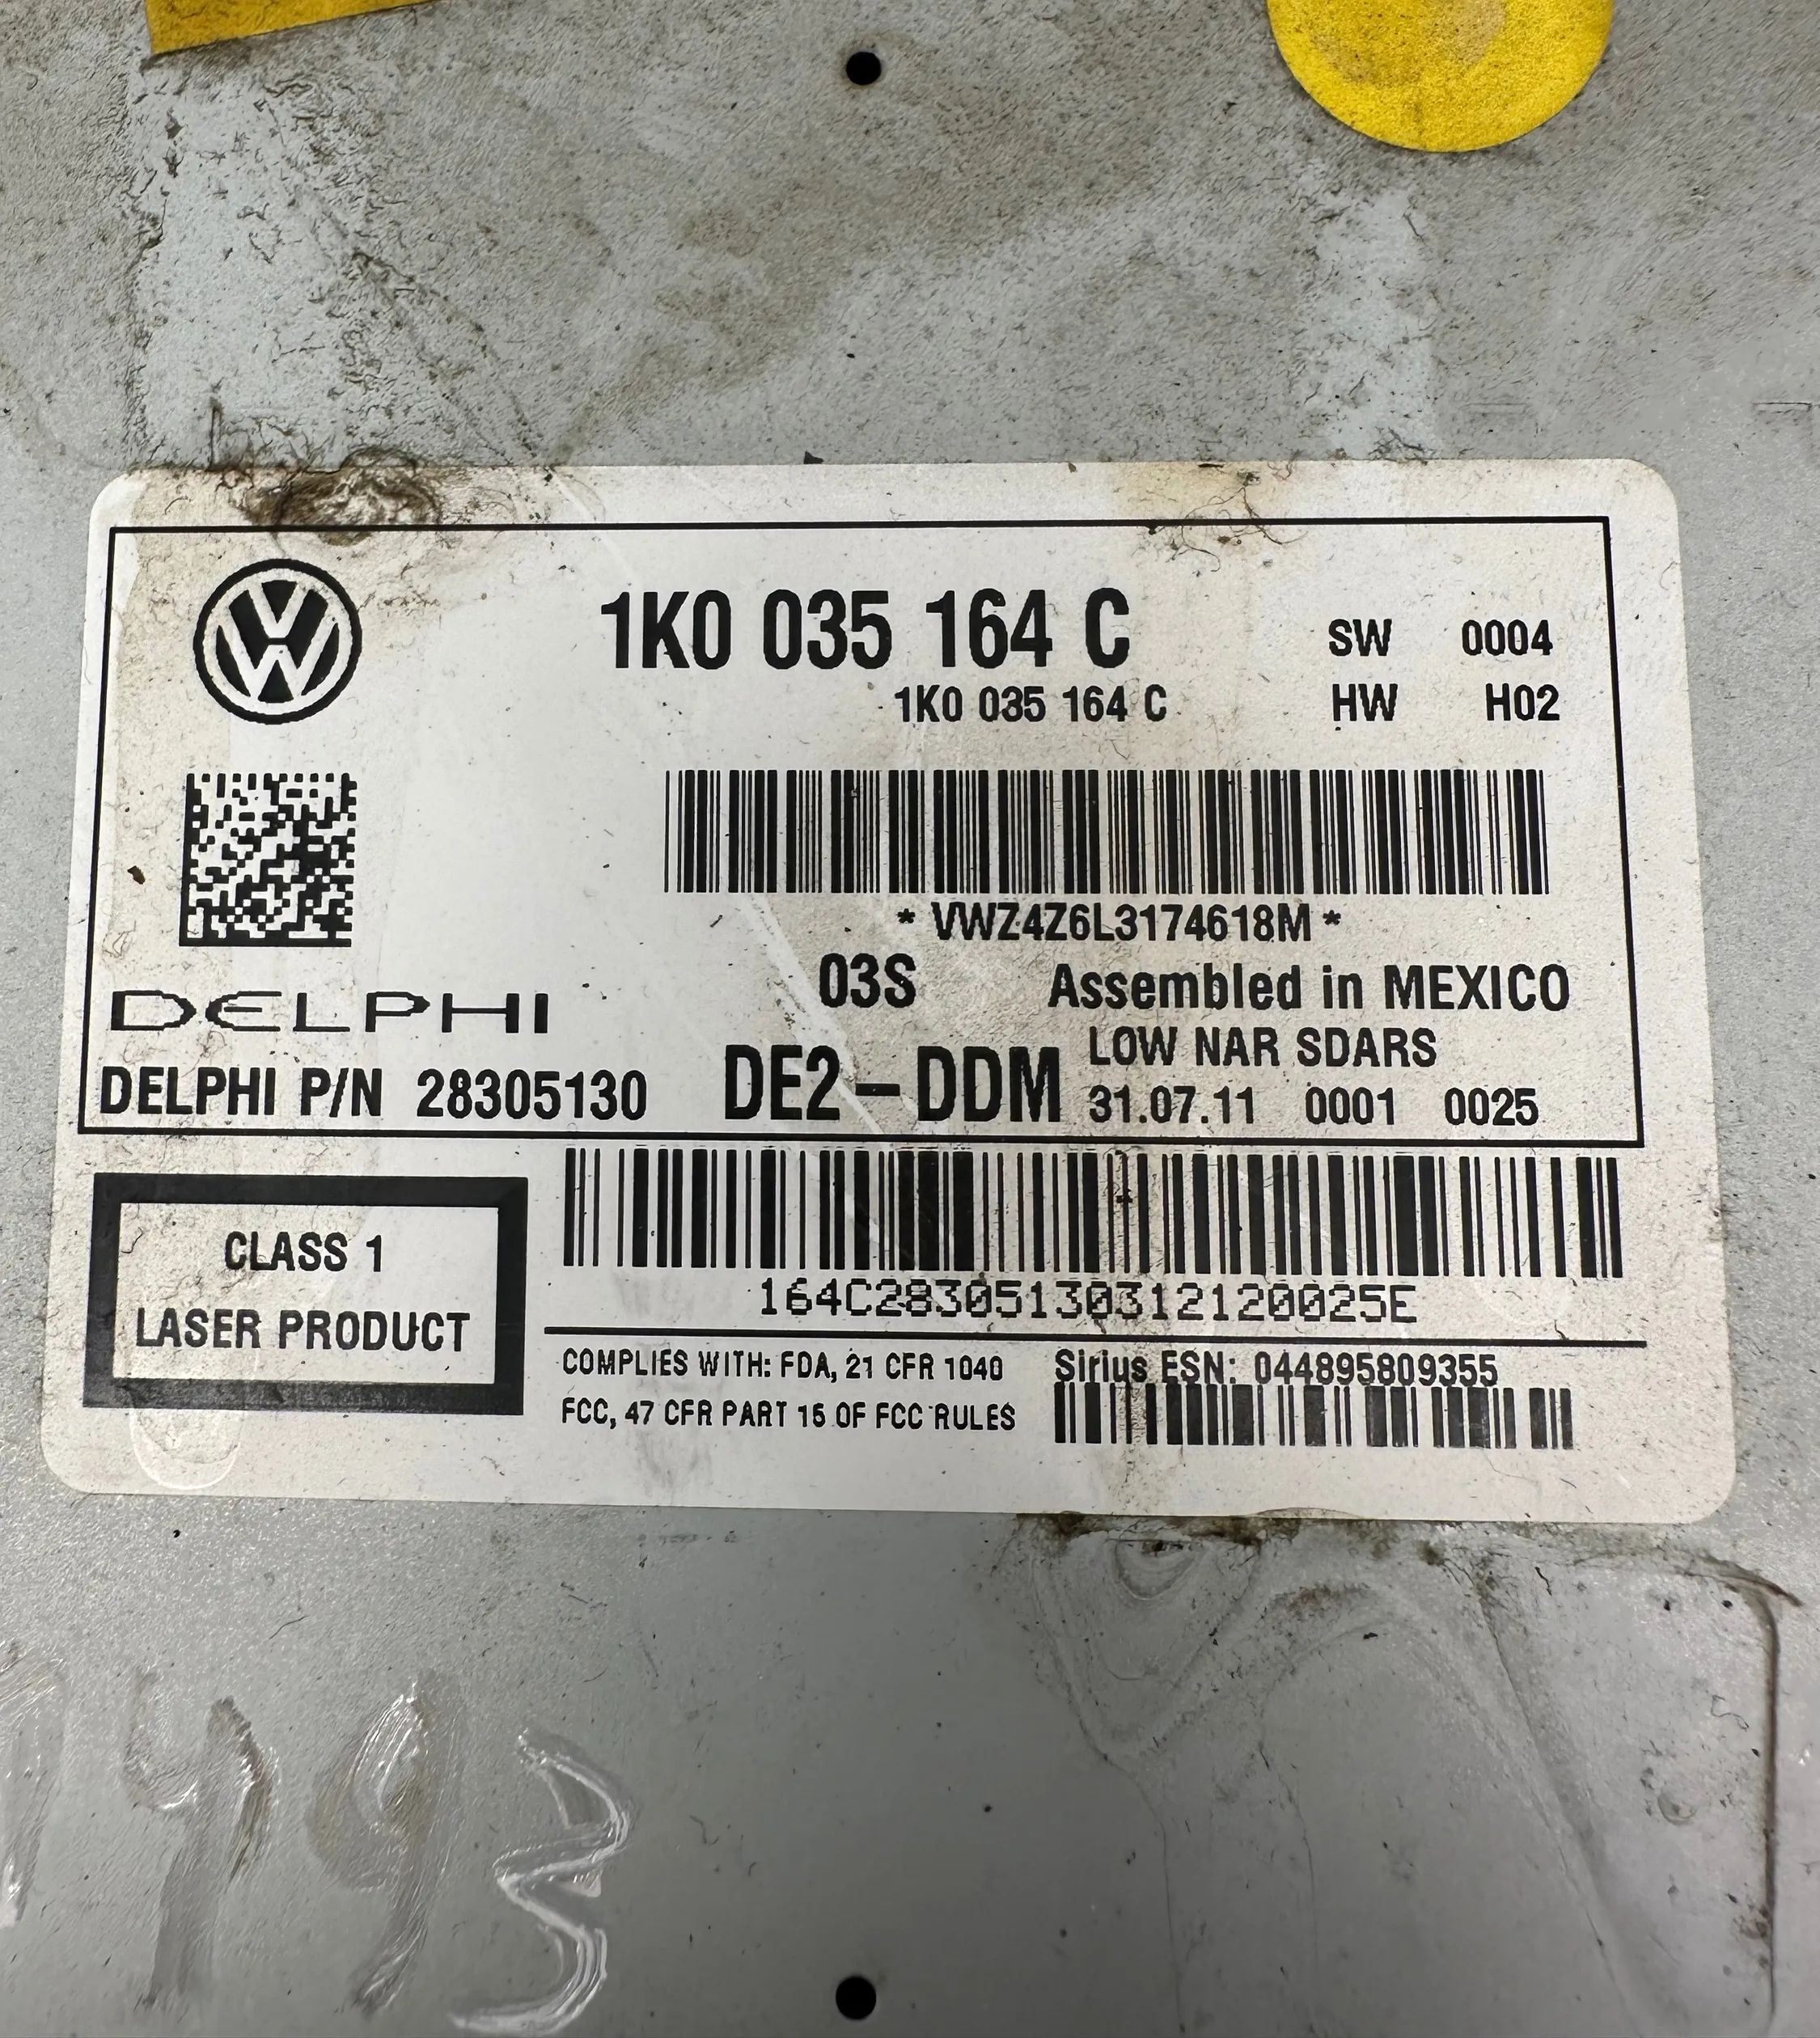 1K0 035 164 C
SW 0004
1K0 035 164 C
HW H02
* VWZ4Z6L3174618M *
03S
Assembled in MEXICO
DELPHI
LOW NAR SDARS
DELPHI P/N 28305130
DE2-DDM
31.07.11 0001 0025
CLASS 1
LASER PRODUCT
164C28305130312120025E
COMPLIES WITH: FDA, 21 CFR 1040
FCC, 47 CFR PART 15 OF FCC RULES
Sirius ESN: 044895809355